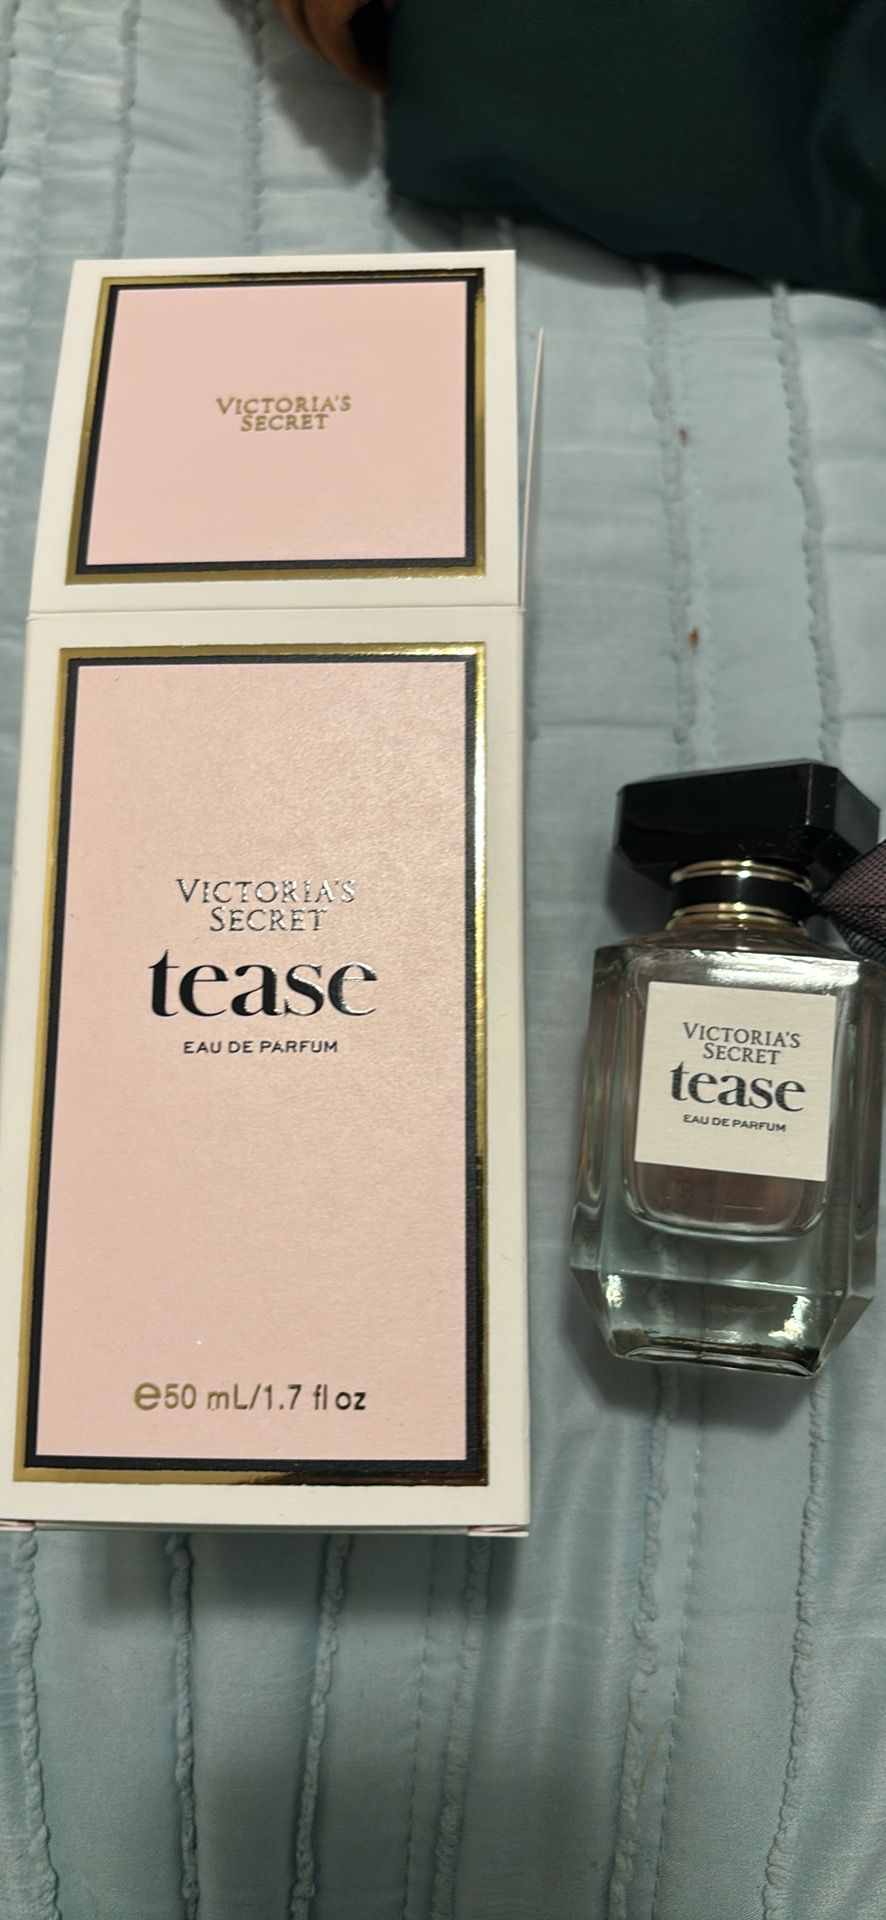 VICTORIA'S
SECRET
VICTORIA'S
SECRET
tease
EAU DE PARFUM
℮50 mL/1.7 fl oz
VICTORIA'S
SECRET
tease
EAU DE PARFUM